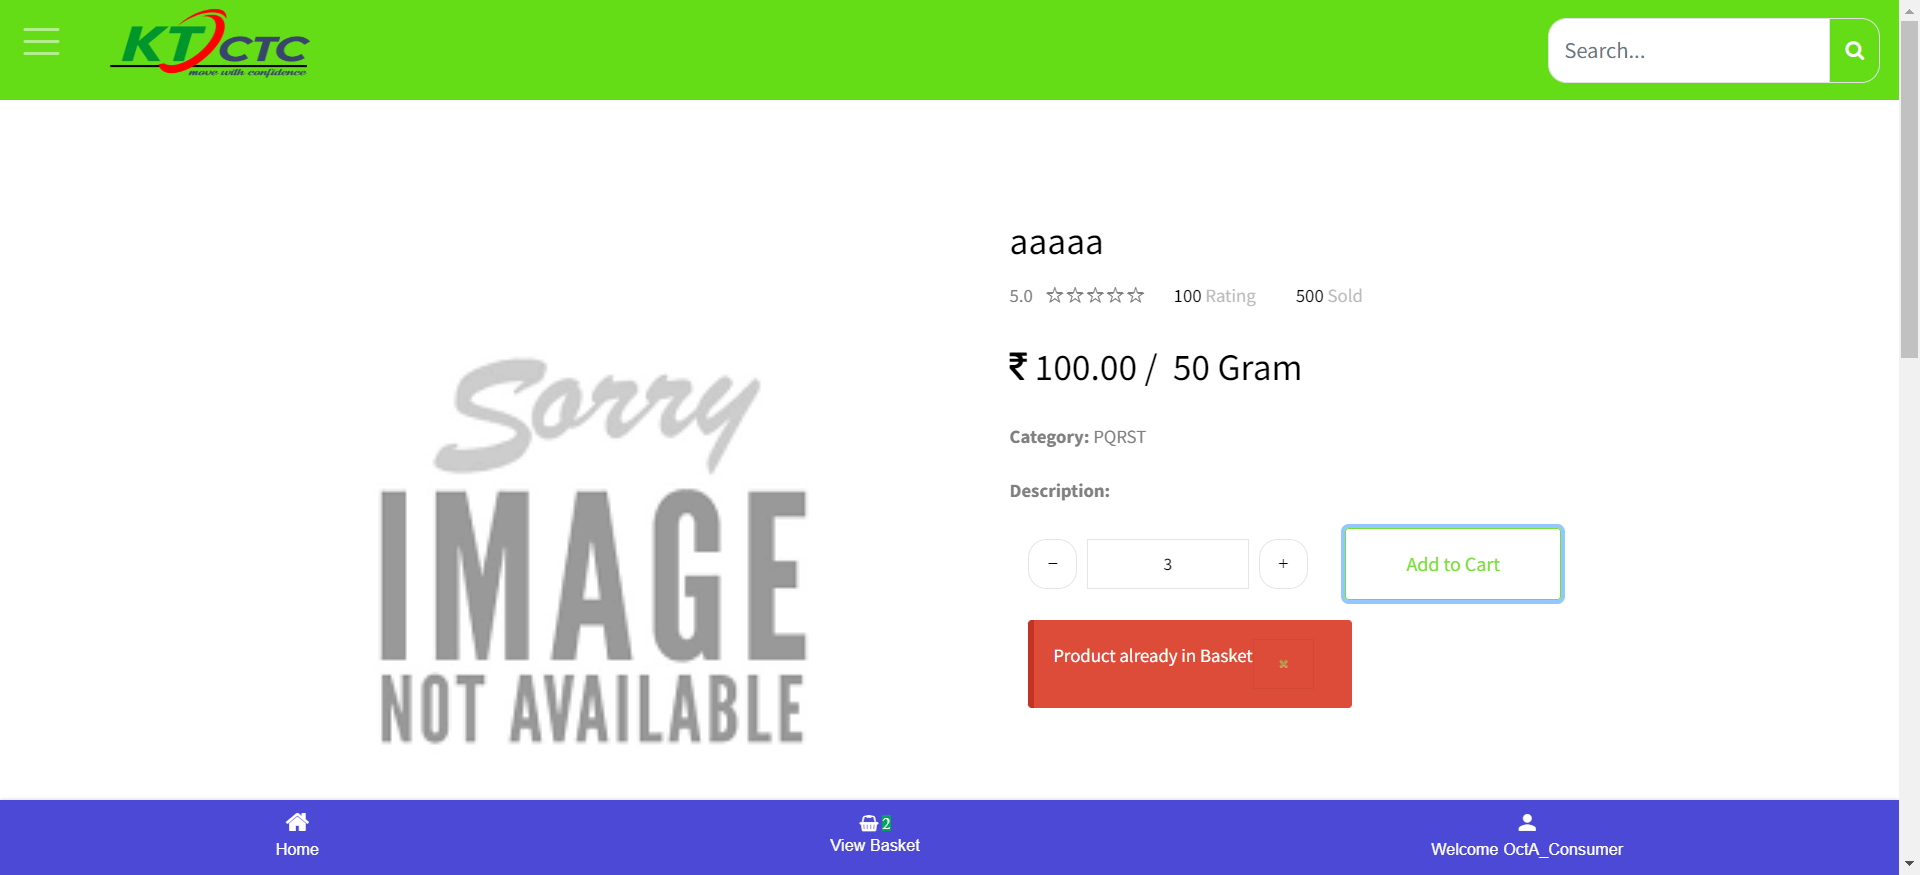 KTCTC
move with confidence
Search...
aaaaa
5.0 100 Rating 500 Sold
₹ 100.00 / 50 Gram
Category: PQRST
Description:
− 3 + Add to Cart
Product already in Basket ×
Sorry
IMAGE
NOT AVAILABLE
2
Home View Basket Welcome OctA_Consumer